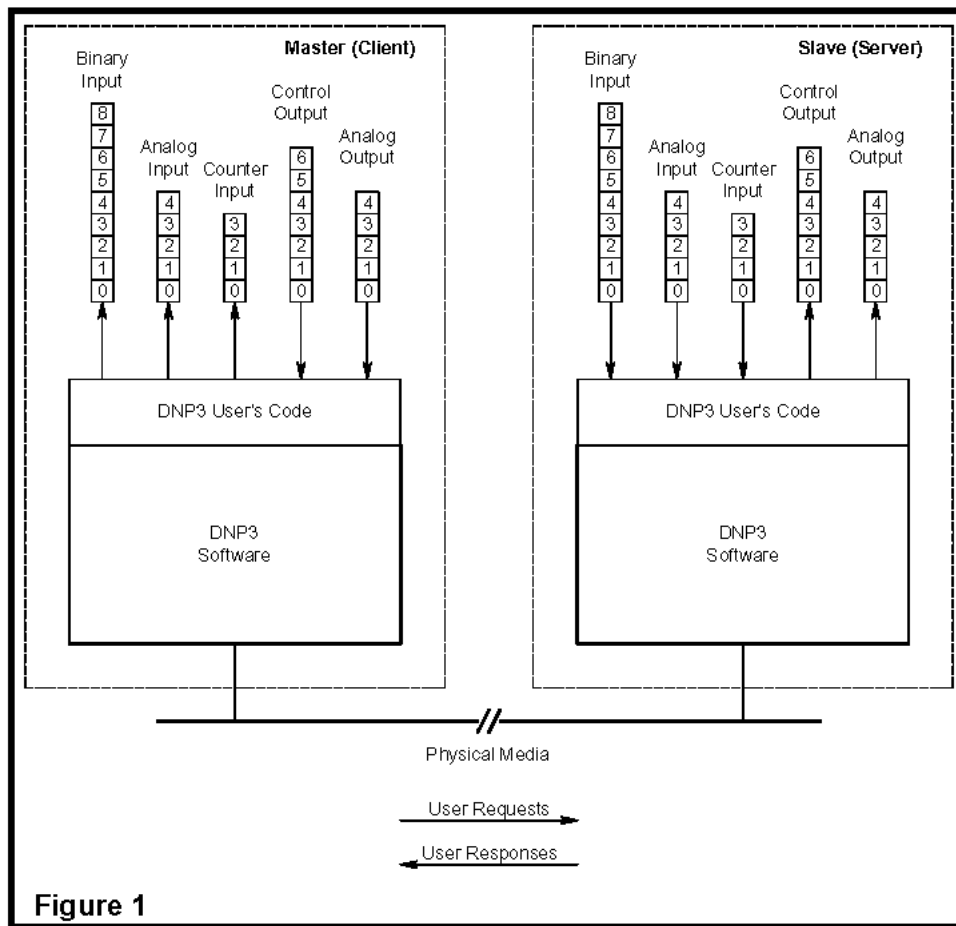 Master (Client)
Binary
Input
8
7
6
5
4
3
2
1
0
Analog
Input
4
3
2
1
0
Counter
Input
3
2
1
0
Control
Output
6
5
4
3
2
1
0
Analog
Output
4
3
2
1
0
DNP3 User's Code
DNP3
Software
Slave (Server)
Binary
Input
8
7
6
5
4
3
2
1
0
Analog
Input
4
3
2
1
0
Counter
Input
3
2
1
0
Control
Output
6
5
4
3
2
1
0
Analog
Output
4
3
2
1
0
DNP3 User's Code
DNP3
Software
Physical Media
User Requests
User Responses
Figure 1